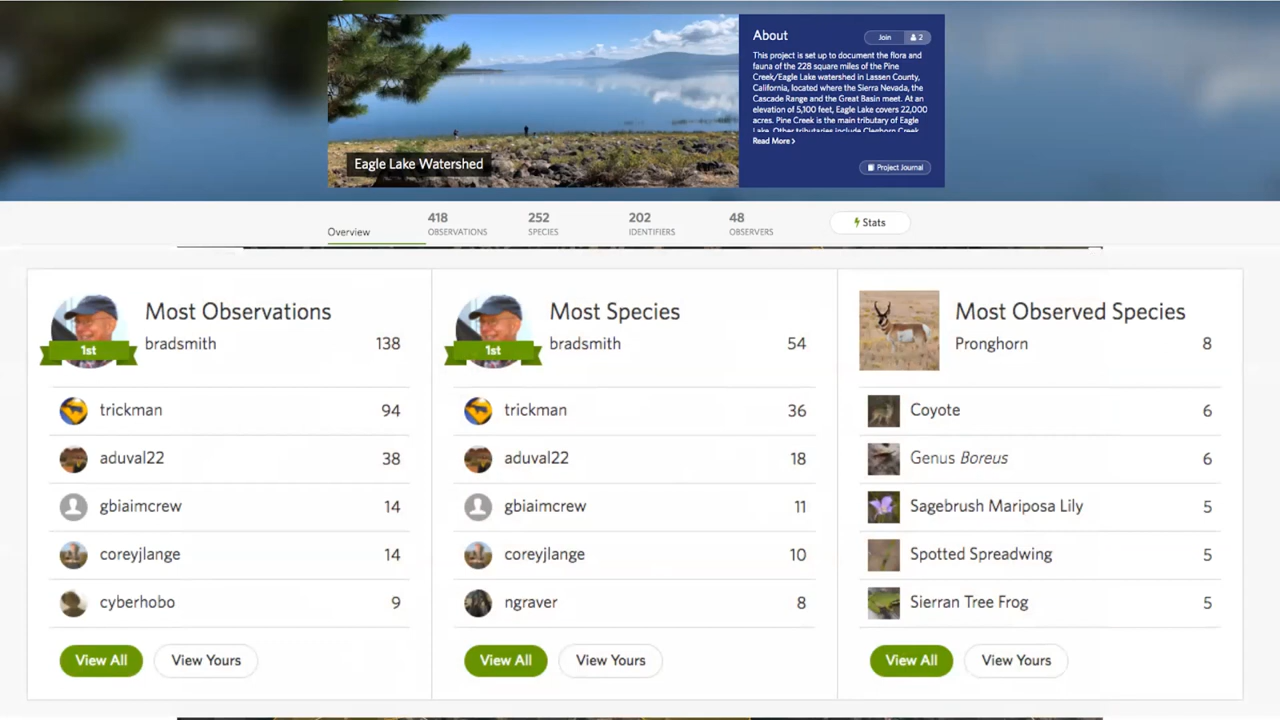 About
Join
2
This project is set up to document the flora and
fauna of the 228 square miles of the Pine
Creek/Eagle Lake watershed in Lassen County,
California, located where the Sierra Nevada, the
Cascade Range and the Great Basin meet. At an
elevation of 5,100 feet, Eagle Lake covers 22,000
acres. Pine Creek is the main tributary of Eagle
Lake. Other tributaries include Cleghorn Creek
Read More >
Eagle Lake Watershed
Project Journal
Overview
418
OBSERVATIONS
252
SPECIES
202
IDENTIFIERS
48
OBSERVERS
Stats
Most Observations
1st
bradsmith 138
trickman 94
aduval22 38
gbiaimcrew 14
coreyjlange 14
cyberhobo 9
View All View Yours
Most Species
1st
bradsmith 54
trickman 36
aduval22 18
gbiaimcrew 11
coreyjlange 10
ngraver 8
View All View Yours
Most Observed Species
Pronghorn 8
Coyote 6
Genus Boreus 6
Sagebrush Mariposa Lily 5
Spotted Spreadwing 5
Sierran Tree Frog 5
View All View Yours